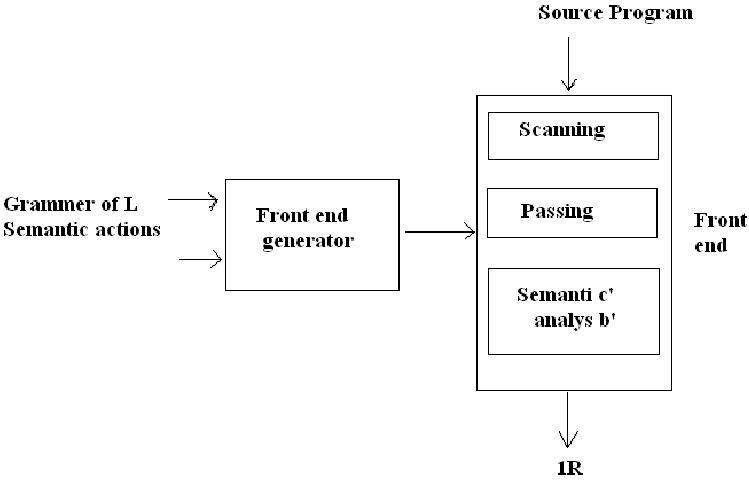 Source Program
Scanning
Grammer of L
Semantic actions
Front end
generator
Passing
Front
end
Semanti c'
analys b'
1R